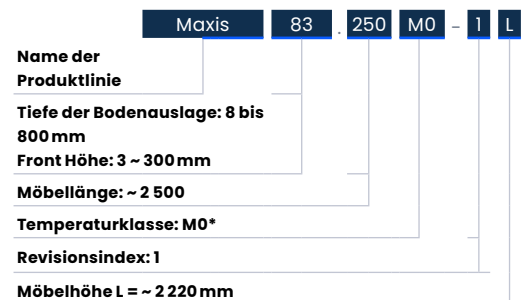 Maxis 83 . 250 M0 – 1 L
Name der
Produktlinie
Tiefe der Bodenauslage: 8 bis
800 mm
Front Höhe: 3 ~ 300 mm
Möbellänge: ~ 2 500
Temperaturklasse: M0*
Revisionsindex: 1
Möbelhöhe L = ~ 2 220 mm